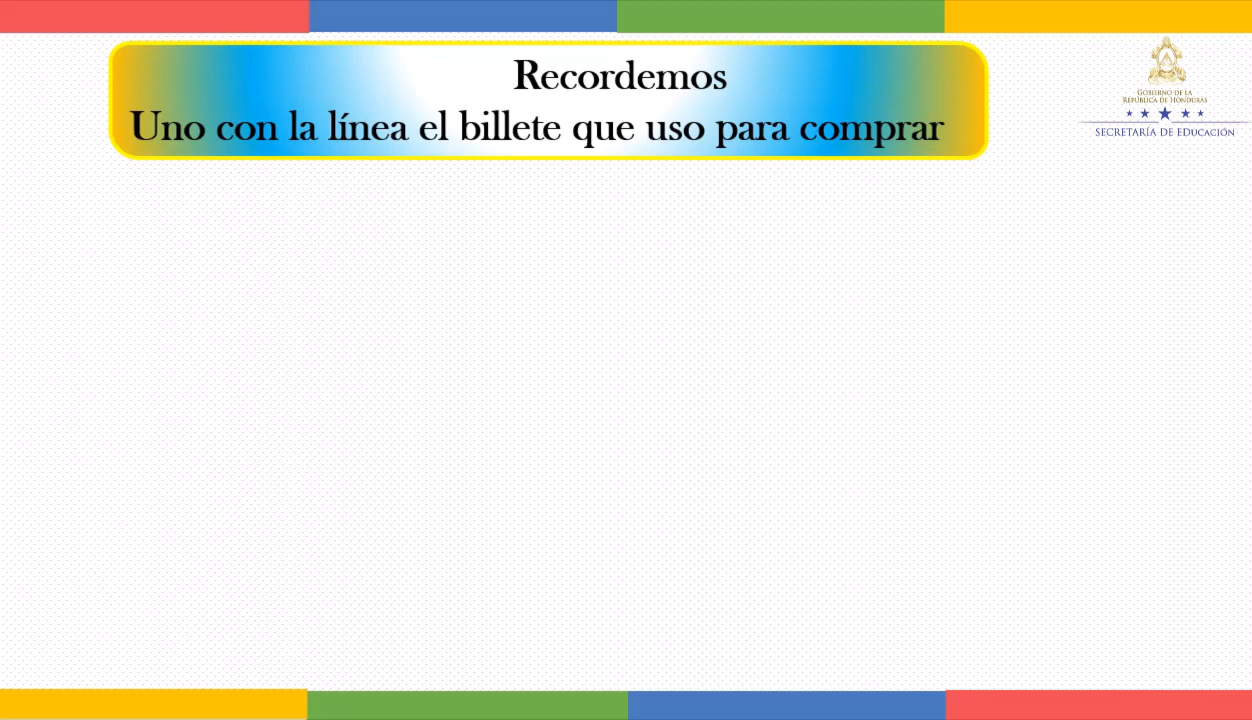 Recordemos
Uno con la línea el billete que uso para comprar
GOBIERNO DE LA
REPÚBLICA DE HONDURAS
SECRETARÍA DE EDUCACIÓN